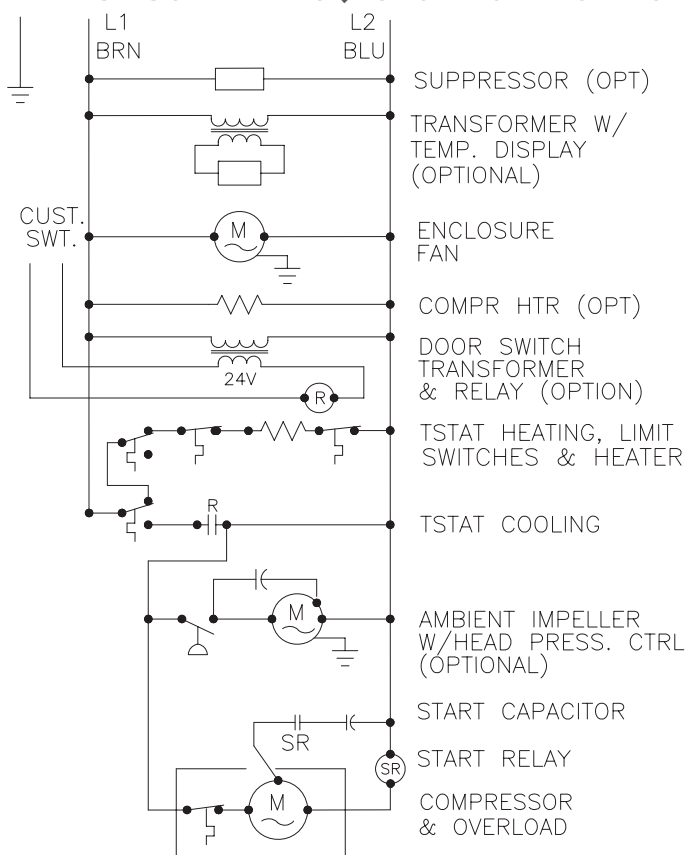 L1
L2
BRN
BLU
SUPPRESSOR (OPT)
TRANSFORMER W/
TEMP. DISPLAY
(OPTIONAL)
CUST.
SWT.
M
ENCLOSURE
FAN
COMPR HTR (OPT)
DOOR SWITCH
TRANSFORMER
& RELAY (OPTION)
24V
R
TSTAT HEATING, LIMIT
SWITCHES & HEATER
R
TSTAT COOLING
M
AMBIENT IMPELLER
W/HEAD PRESS. CTRL
(OPTIONAL)
START CAPACITOR
SR
START RELAY
SR
M
COMPRESSOR
& OVERLOAD